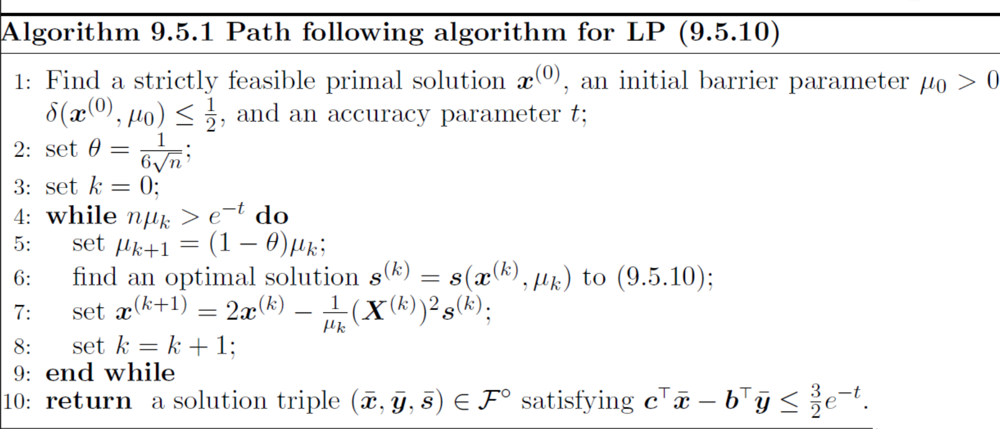 Algorithm 9.5.1 Path following algorithm for LP (9.5.10)
1: Find a strictly feasible primal solution $\boldsymbol{x}^{(0)}$, an initial barrier parameter $\mu_0 > 0$
$\delta(\boldsymbol{x}^{(0)}, \mu_0) \leq \frac{1}{2}$, and an accuracy parameter $t$;
2: set $\theta = \frac{1}{6\sqrt{n}}$;
3: set $k = 0$;
4: while $n\mu_k > e^{-t}$ do
5: set $\mu_{k+1} = (1 - \theta)\mu_k$;
6: find an optimal solution $\boldsymbol{s}^{(k)} = \boldsymbol{s}(\boldsymbol{x}^{(k)}, \mu_k)$ to (9.5.10);
7: set $\boldsymbol{x}^{(k+1)} = 2\boldsymbol{x}^{(k)} - \frac{1}{\mu_k}(\boldsymbol{X}^{(k)})^2 \boldsymbol{s}^{(k)}$;
8: set $k = k + 1$;
9: end while
10: return a solution triple $(\bar{\boldsymbol{x}}, \bar{\boldsymbol{y}}, \bar{\boldsymbol{s}}) \in \mathcal{F}^\circ$ satisfying $\boldsymbol{c}^\top \bar{\boldsymbol{x}} - \boldsymbol{b}^\top \bar{\boldsymbol{y}} \leq \frac{3}{2} e^{-t}$.